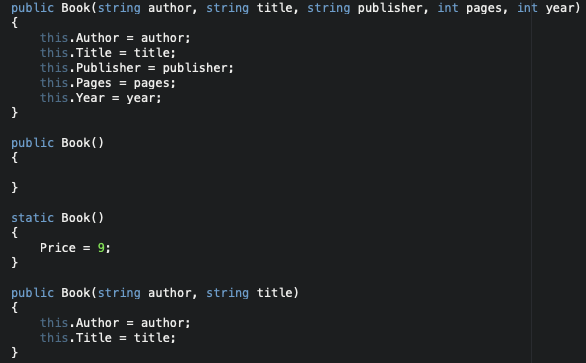 public Book(string author, string title, string publisher, int pages, int year)
{
    this.Author = author;
    this.Title = title;
    this.Publisher = publisher;
    this.Pages = pages;
    this.Year = year;
}

public Book()
{

}

static Book()
{
    Price = 9;
}

public Book(string author, string title)
{
    this.Author = author;
    this.Title = title;
}